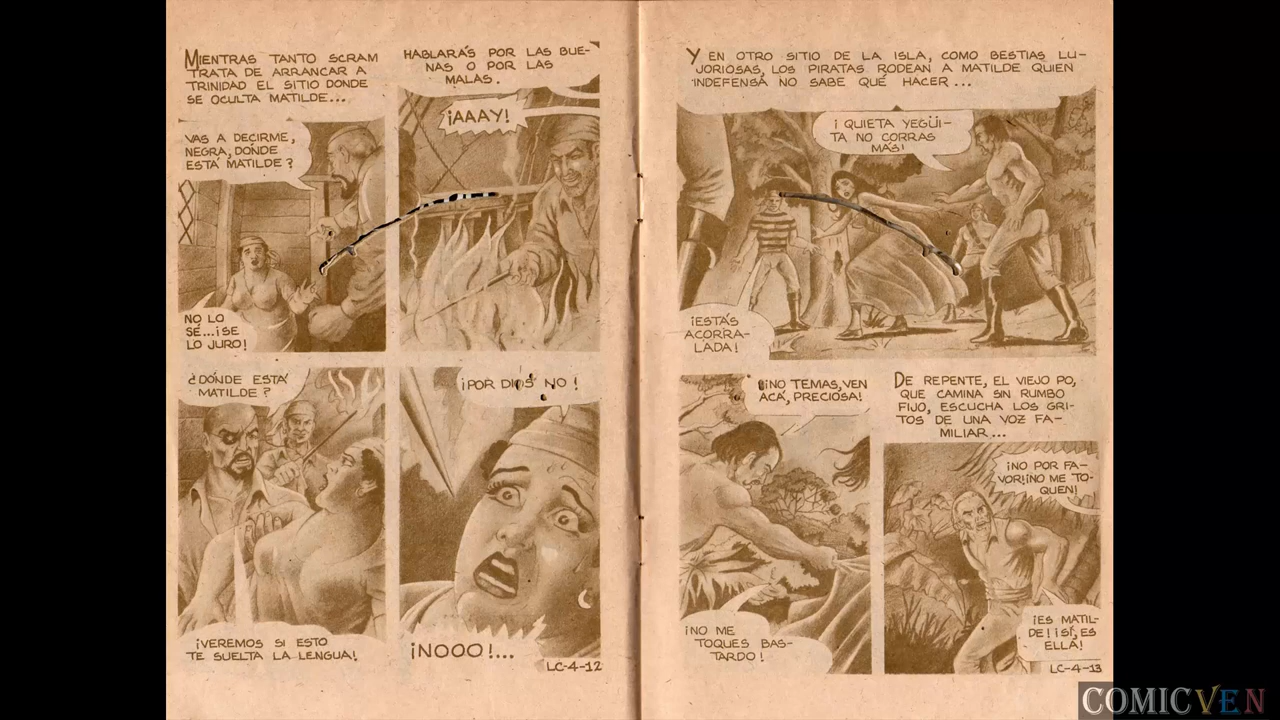 MIENTRAS TANTO SCRAM
TRATA DE ARRANCAR A
TRINIDAD EL SITIO DONDE
SE OCULTA MATILDE...
VAS A DECIRME,
NEGRA, DÓNDE
ESTÁ MATILDE?
NO LO
SÉ...¡SE
LO JURO!
HABLARÁS POR LAS BUE-
NAS O POR LAS
MALAS.
¡AAAY!
¿DÓNDE ESTÁ
MATILDE?
¡VEREMOS SI ESTO
TE SUELTA LA LENGUA!
¡POR DIOS NO!
¡NOOO!...
LC-4-12
Y EN OTRO SITIO DE LA ISLA, COMO BESTIAS LU-
JORIOSAS, LOS PIRATAS RODEAN A MATILDE QUIEN
INDEFENSA NO SABE QUÉ HACER...
¡QUIETA YEGÜI-
TA NO CORRAS
MÁS!
¡ESTÁS
ACORRA-
LADA!
¡NO TEMAS, VEN
ACÁ, PRECIOSA!
¡NO ME
TOQUES BAS-
TARDO!
DE REPENTE, EL VIEJO PO,
QUE CAMINA SIN RUMBO
FIJO, ESCUCHA LOS GRI-
TOS DE UNA VOZ FA-
MILIAR...
¡NO POR FA-
VOR!¡NO ME TO-
QUEN!
¡ES MATIL-
DE! ¡SÍ, ES
ELLA!
LC-4-13
COMICVEN